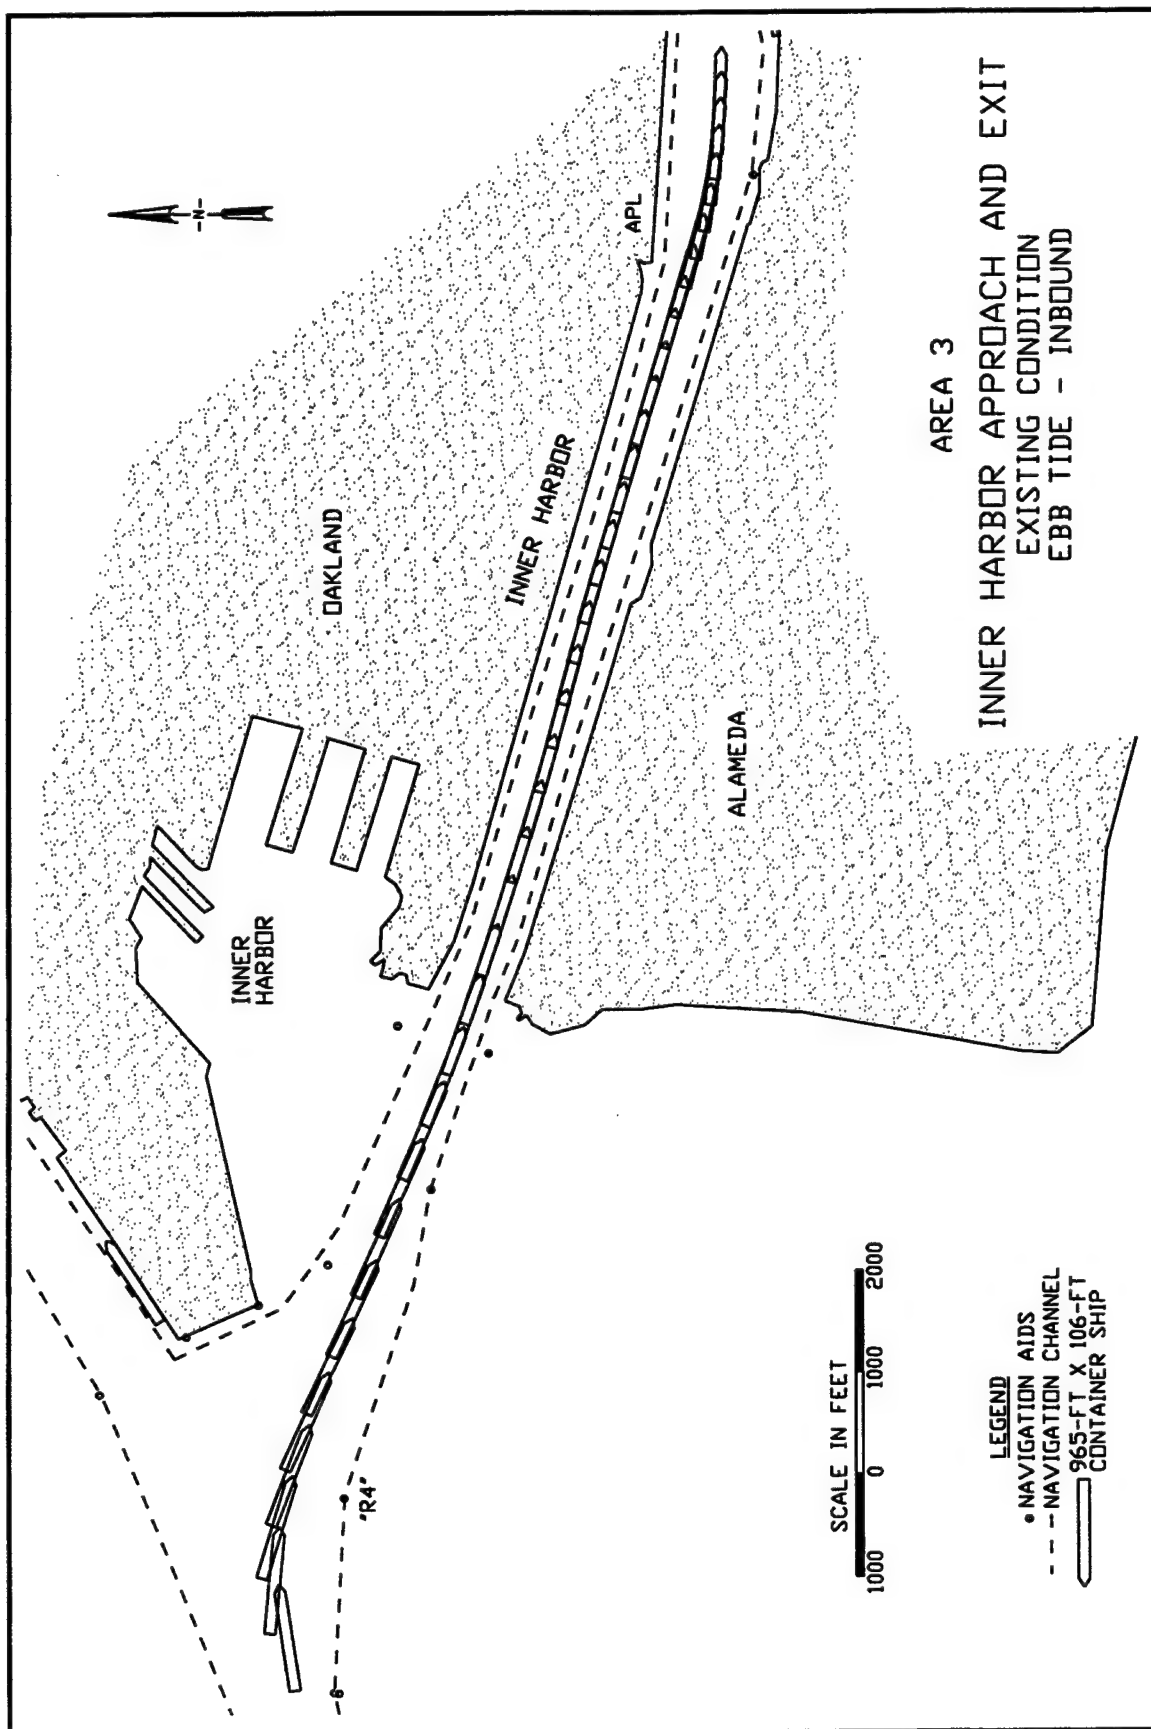 -N-
OAKLAND
INNER
HARBOR
INNER HARBOR
APL
ALAMEDA
"R4"
6
AREA 3
INNER HARBOR APPROACH AND EXIT
EXISTING CONDITION
EBB TIDE - INBOUND
SCALE IN FEET
1000 0 1000 2000
LEGEND
NAVIGATION AIDS
NAVIGATION CHANNEL
965-FT X 106-FT
CONTAINER SHIP